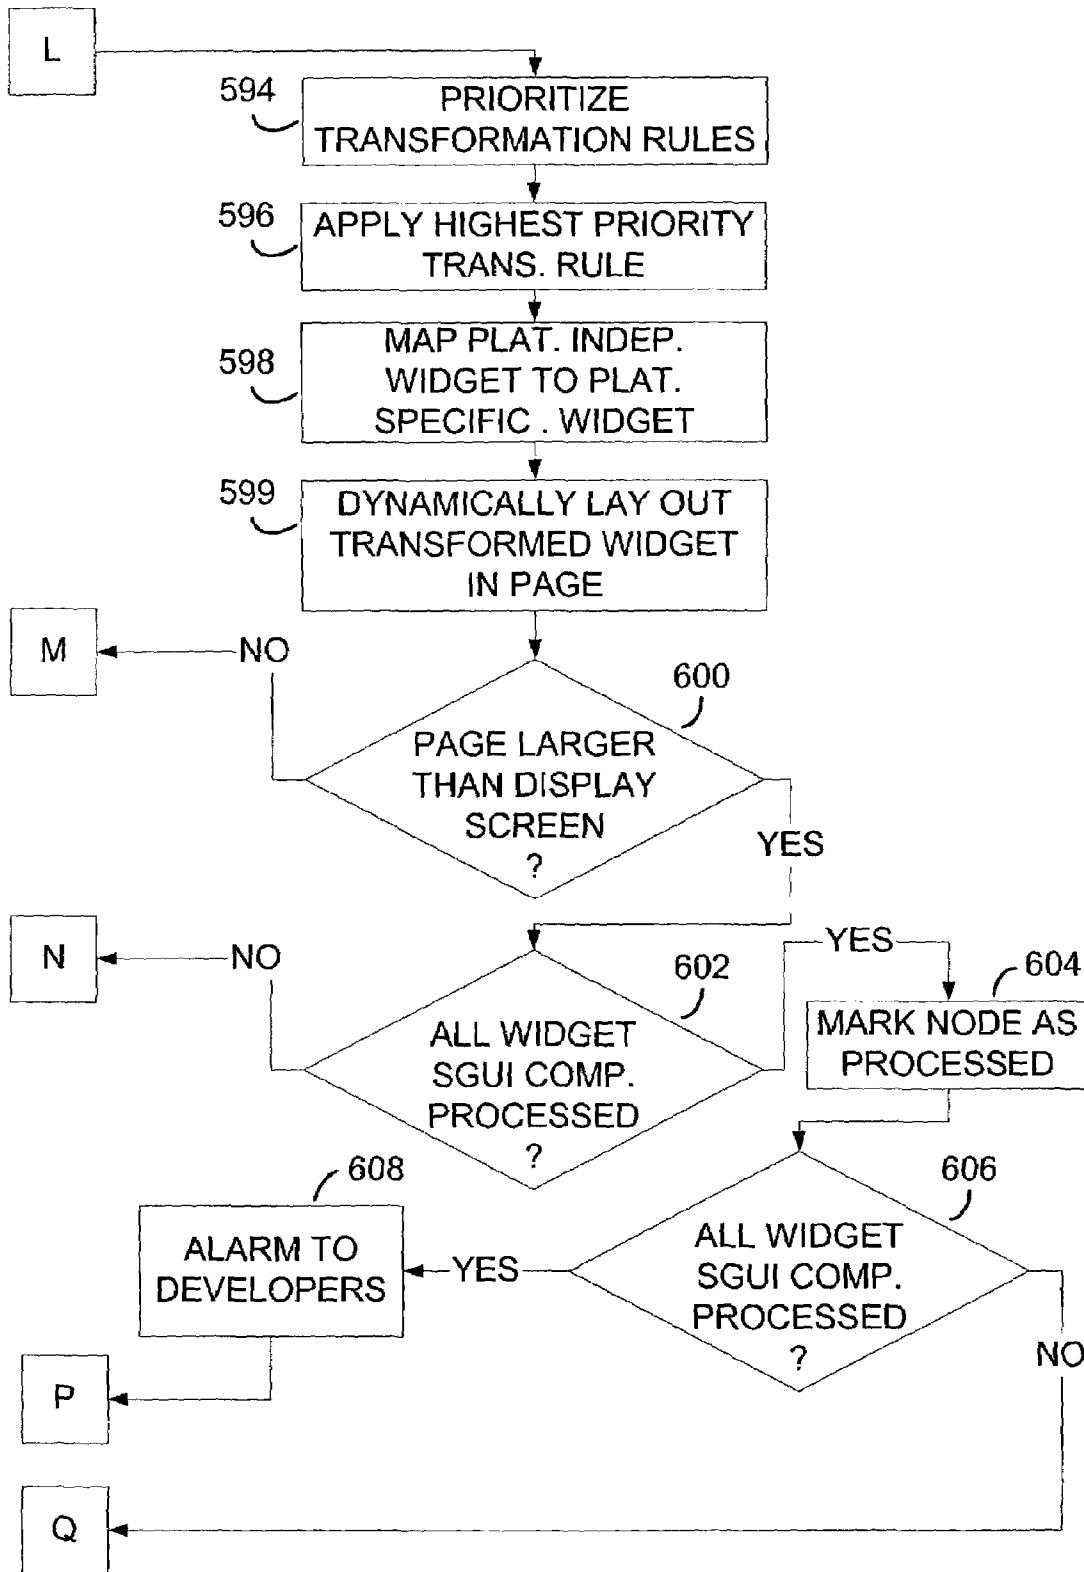 L
594
PRIORITIZE
TRANSFORMATION RULES
596
APPLY HIGHEST PRIORITY
TRANS. RULE
598
MAP PLAT. INDEP.
WIDGET TO PLAT.
SPECIFIC . WIDGET
599
DYNAMICALLY LAY OUT
TRANSFORMED WIDGET
IN PAGE
M
NO
600
PAGE LARGER
THAN DISPLAY
SCREEN
?
YES
N
NO
602
YES
604
ALL WIDGET
SGUI COMP.
PROCESSED
?
MARK NODE AS
PROCESSED
608
606
ALARM TO
DEVELOPERS
YES
ALL WIDGET
SGUI COMP.
PROCESSED
?
NO
P
Q